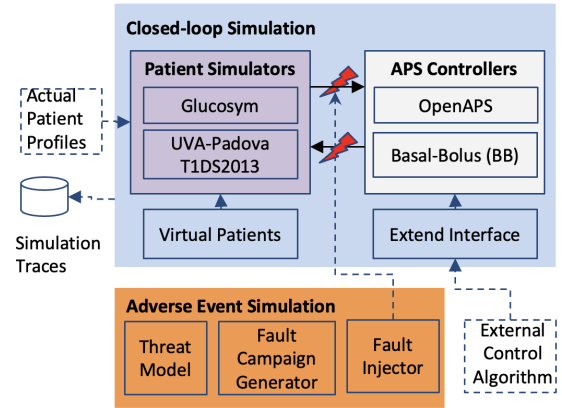 Closed-loop Simulation
Patient Simulators
Glucosym
UVA-Padova
T1DS2013
APS Controllers
OpenAPS
Basal-Bolus (BB)
Actual
Patient
Profiles
Simulation
Traces
Virtual Patients
Extend Interface
Adverse Event Simulation
Threat
Model
Fault
Campaign
Generator
Fault
Injector
External
Control
Algorithm